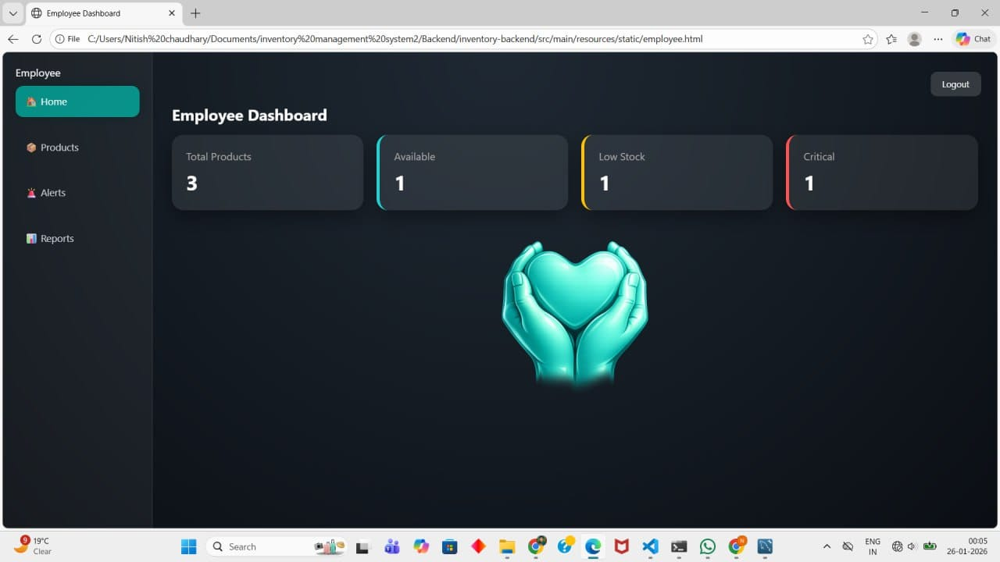 Employee Dashboard
File
C:/Users/Nitish%20chaudhary/Documents/inventory%20management%20system2/Backend/inventory-backend/src/main/resources/static/employee.html
Chat
Employee
Home
Products
Alerts
Reports
Logout
Employee Dashboard
Total Products
3
Available
1
Low Stock
1
Critical
1
9
19°C
Clear
Search
N
ENG
IN
00:05
26-01-2026